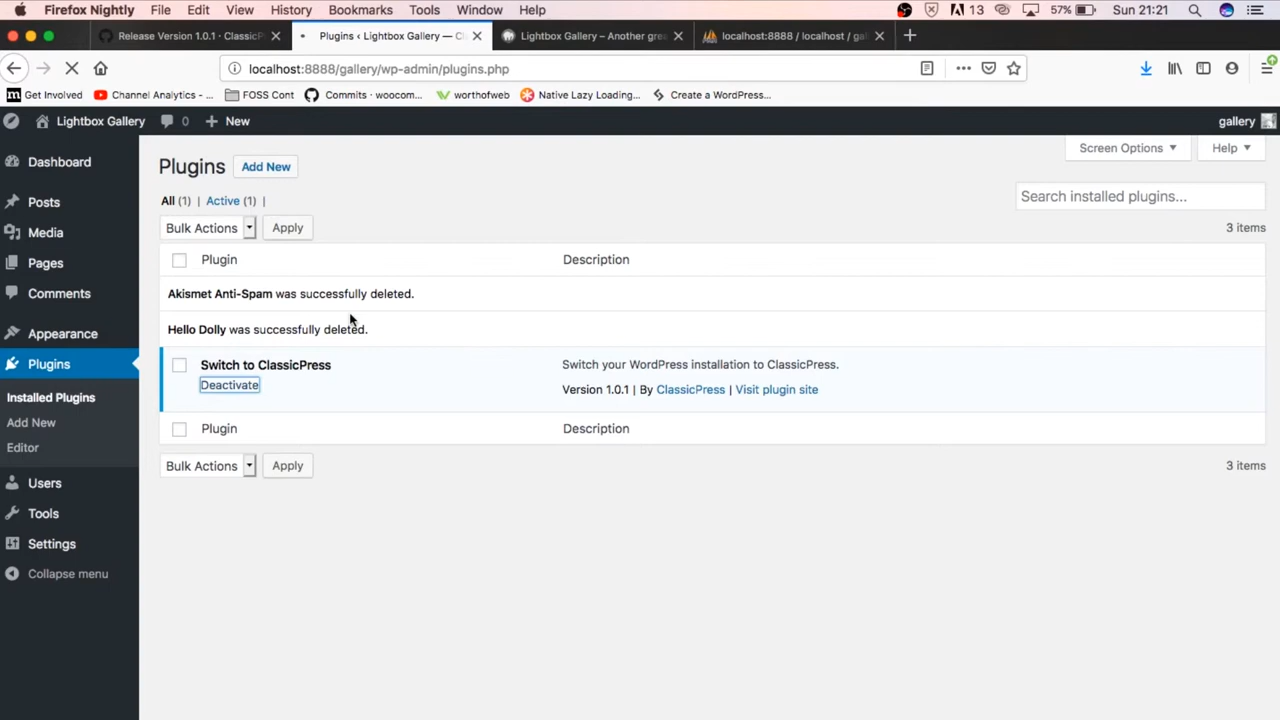 Firefox Nightly File Edit View History Bookmarks Tools Window Help 13 57% Sun 21:21
Release Version 1.0.1 · ClassicP Plugins ‹ Lightbox Gallery — Cl Lightbox Gallery – Another grea localhost:8888 / localhost / gal
localhost:8888/gallery/wp-admin/plugins.php
Get Involved Channel Analytics - ... FOSS Cont Commits · woocom... worthofweb Native Lazy Loading... Create a WordPress...
Lightbox Gallery 0 New gallery
Dashboard
Posts
Media
Pages
Comments
Appearance
Plugins
Installed Plugins
Add New
Editor
Users
Tools
Settings
Collapse menu
Screen Options Help
Plugins Add New
All (1) | Active (1) |
Search installed plugins...
Bulk Actions Apply
3 items
Plugin Description
Akismet Anti-Spam was successfully deleted.
Hello Dolly was successfully deleted.
Switch to ClassicPress Switch your WordPress installation to ClassicPress.
Deactivate Version 1.0.1 | By ClassicPress | Visit plugin site
Plugin Description
Bulk Actions Apply
3 items